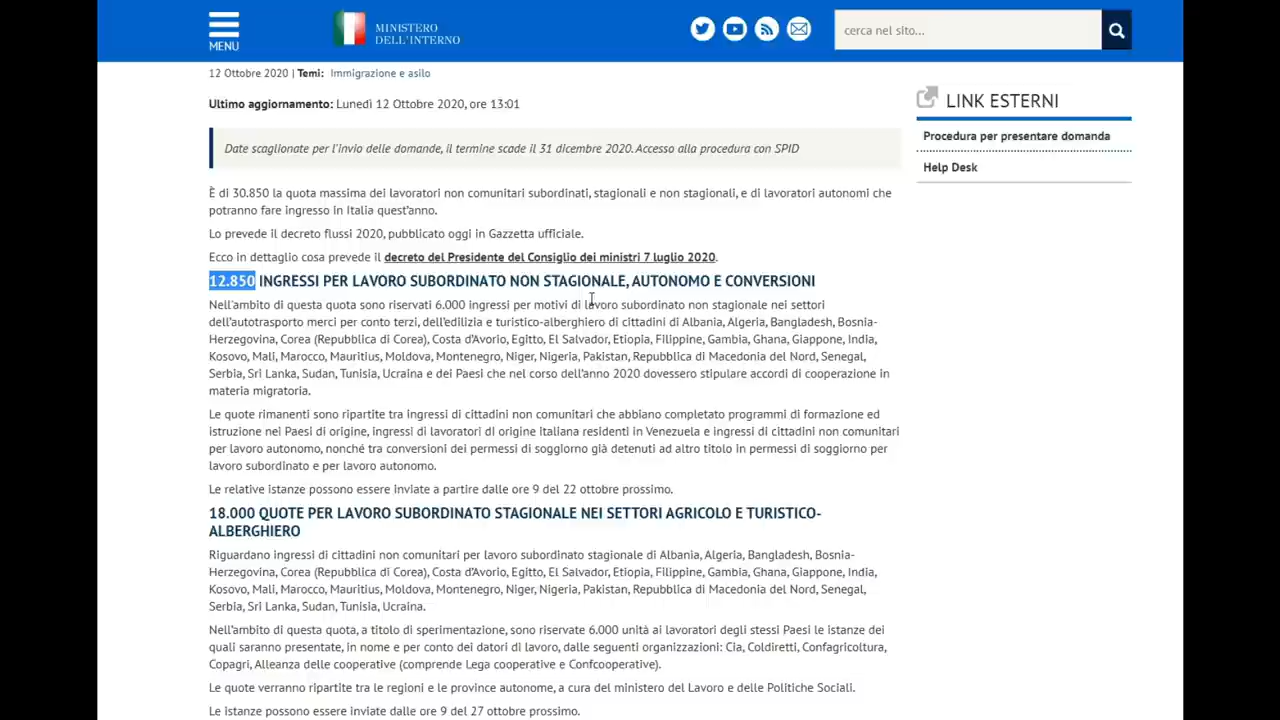 MENU
MINISTERO
DELL'INTERNO
cerca nel sito...
12 Ottobre 2020 | Temi: Immigrazione e asilo
Ultimo aggiornamento: Lunedì 12 Ottobre 2020, ore 13:01
LINK ESTERNI
Procedura per presentare domanda
Help Desk
Date scaglionate per l'invio delle domande, il termine scade il 31 dicembre 2020. Accesso alla procedura con SPID
È di 30.850 la quota massima dei lavoratori non comunitari subordinati, stagionali e non stagionali, e di lavoratori autonomi che
potranno fare ingresso in Italia quest'anno.
Lo prevede il decreto flussi 2020, pubblicato oggi in Gazzetta ufficiale.
Ecco in dettaglio cosa prevede il decreto del Presidente del Consiglio dei ministri 7 luglio 2020.
12.850 INGRESSI PER LAVORO SUBORDINATO NON STAGIONALE, AUTONOMO E CONVERSIONI
Nell'ambito di questa quota sono riservati 6.000 ingressi per motivi di lavoro subordinato non stagionale nei settori
dell'autotrasporto merci per conto terzi, dell'edilizia e turistico-alberghiero di cittadini di Albania, Algeria, Bangladesh, Bosnia-
Herzegovina, Corea (Repubblica di Corea), Costa d'Avorio, Egitto, El Salvador, Etiopia, Filippine, Gambia, Ghana, Giappone, India,
Kosovo, Mali, Marocco, Mauritius, Moldova, Montenegro, Niger, Nigeria, Pakistan, Repubblica di Macedonia del Nord, Senegal,
Serbia, Sri Lanka, Sudan, Tunisia, Ucraina e dei Paesi che nel corso dell'anno 2020 dovessero stipulare accordi di cooperazione in
materia migratoria.
Le quote rimanenti sono ripartite tra ingressi di cittadini non comunitari che abbiano completato programmi di formazione ed
istruzione nei Paesi di origine, ingressi di lavoratori di origine Italiana residenti in Venezuela e ingressi di cittadini non comunitari
per lavoro autonomo, nonché tra conversioni dei permessi di soggiorno già detenuti ad altro titolo in permessi di soggiorno per
lavoro subordinato e per lavoro autonomo.
Le relative istanze possono essere inviate a partire dalle ore 9 del 22 ottobre prossimo.
18.000 QUOTE PER LAVORO SUBORDINATO STAGIONALE NEI SETTORI AGRICOLO E TURISTICO-
ALBERGHIERO
Riguardano ingressi di cittadini non comunitari per lavoro subordinato stagionale di Albania, Algeria, Bangladesh, Bosnia-
Herzegovina, Corea (Repubblica di Corea), Costa d'Avorio, Egitto, El Salvador, Etiopia, Filippine, Gambia, Ghana, Giappone, India,
Kosovo, Mali, Marocco, Mauritius, Moldova, Montenegro, Niger, Nigeria, Pakistan, Repubblica di Macedonia del Nord, Senegal,
Serbia, Sri Lanka, Sudan, Tunisia, Ucraina.
Nell'ambito di questa quota, a titolo di sperimentazione, sono riservate 6.000 unità ai lavoratori degli stessi Paesi le istanze dei
quali saranno presentate, in nome e per conto dei datori di lavoro, dalle seguenti organizzazioni: Cia, Coldiretti, Confagricoltura,
Copagri, Alleanza delle cooperative (comprende Lega cooperative e Confcooperative).
Le quote verranno ripartite tra le regioni e le province autonome, a cura del ministero del Lavoro e delle Politiche Sociali.
Le istanze possono essere inviate dalle ore 9 del 27 ottobre prossimo.